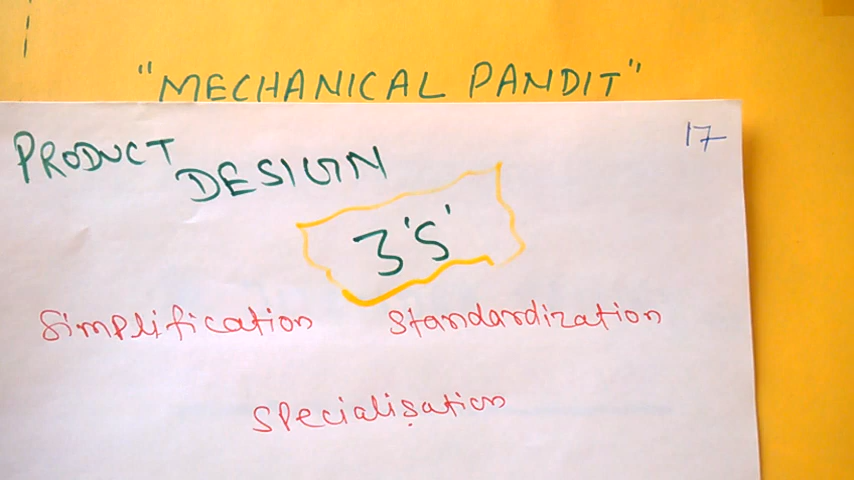 "MECHANICAL PANDIT"
17
PRODUCT DESIGN
3'S'
Simplification Standardization
Specialisation